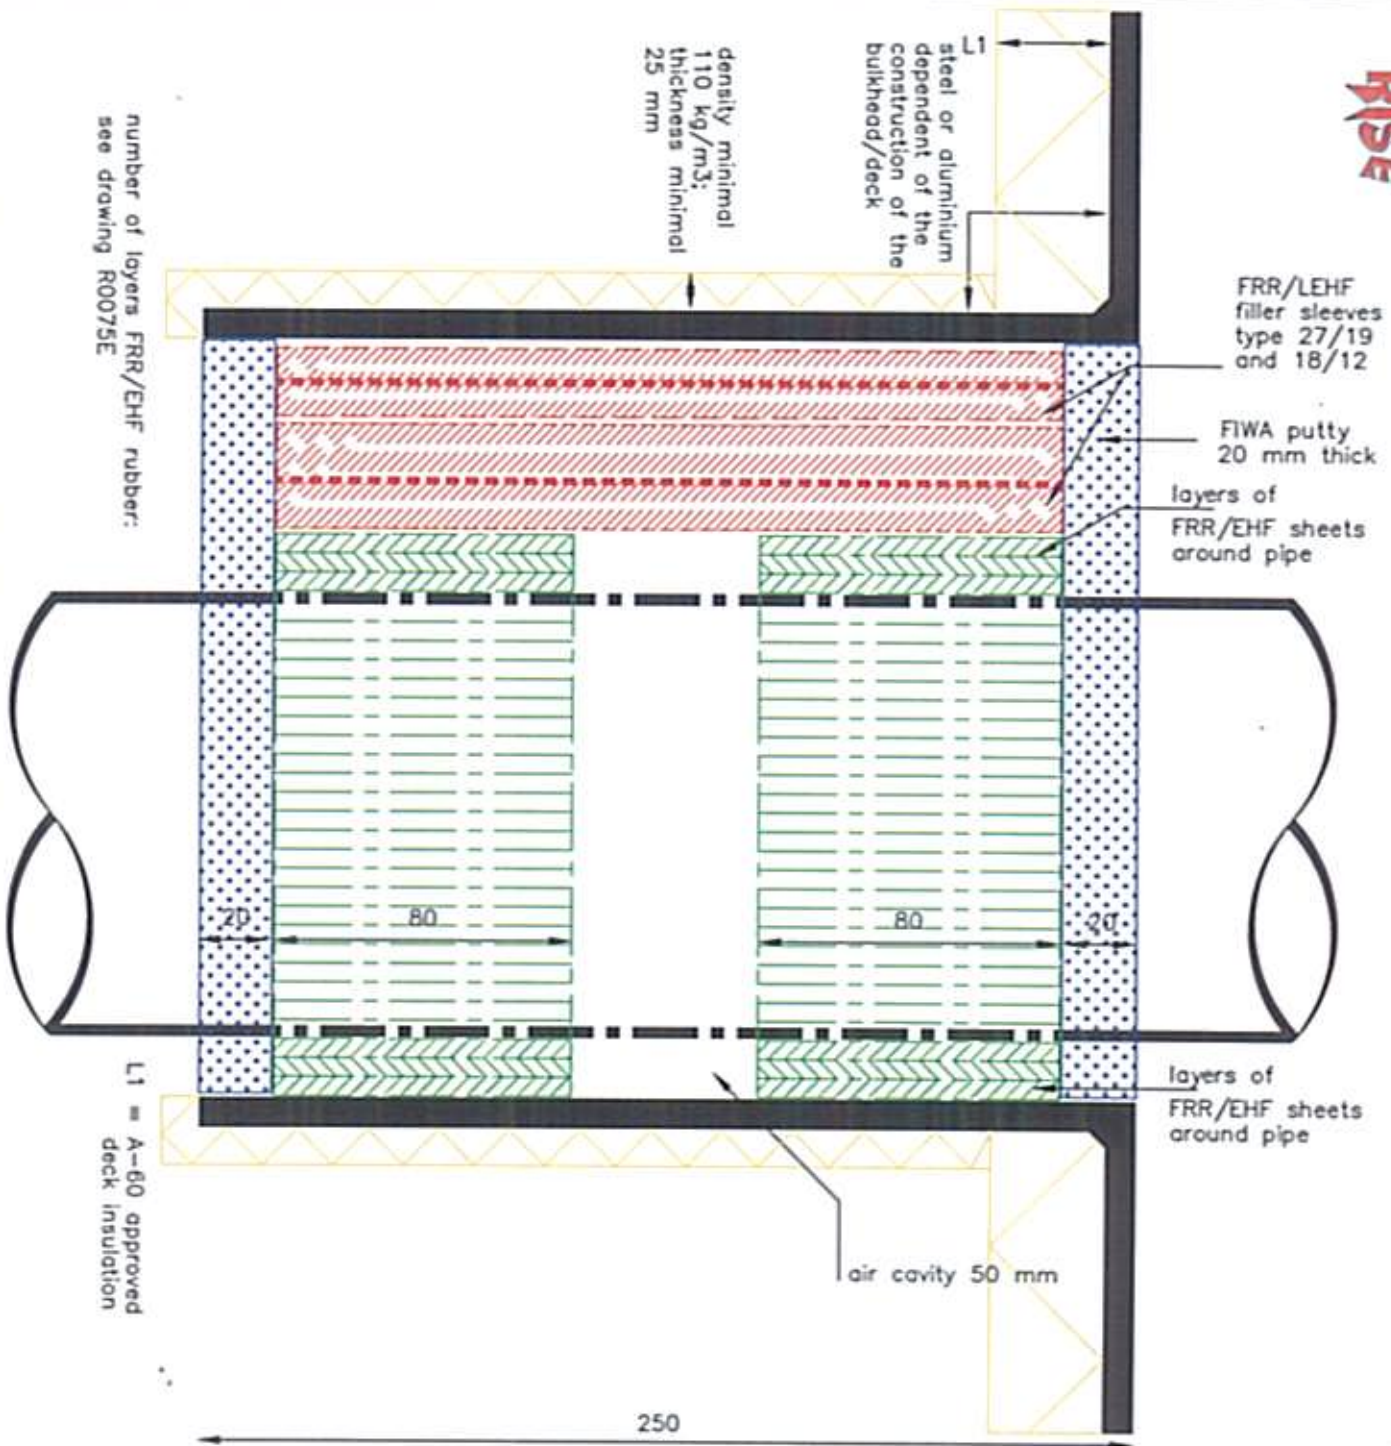 RISE
L1
steel or aluminium
dependent of the
construction of the
bulkhead/deck
density minimal
110 kg/m3;
thickness minimal
25 mm
number of layers FRR/EHF rubber:
see drawing R0075E
FRR/LEHF
filler sleeves
type 27/19
and 18/12
FIWA putty
20 mm thick
layers of
FRR/EHF sheets
around pipe
20
80
80
20
layers of
FRR/EHF sheets
around pipe
L1 = A-60 approved
deck insulation
air cavity 50 mm
250